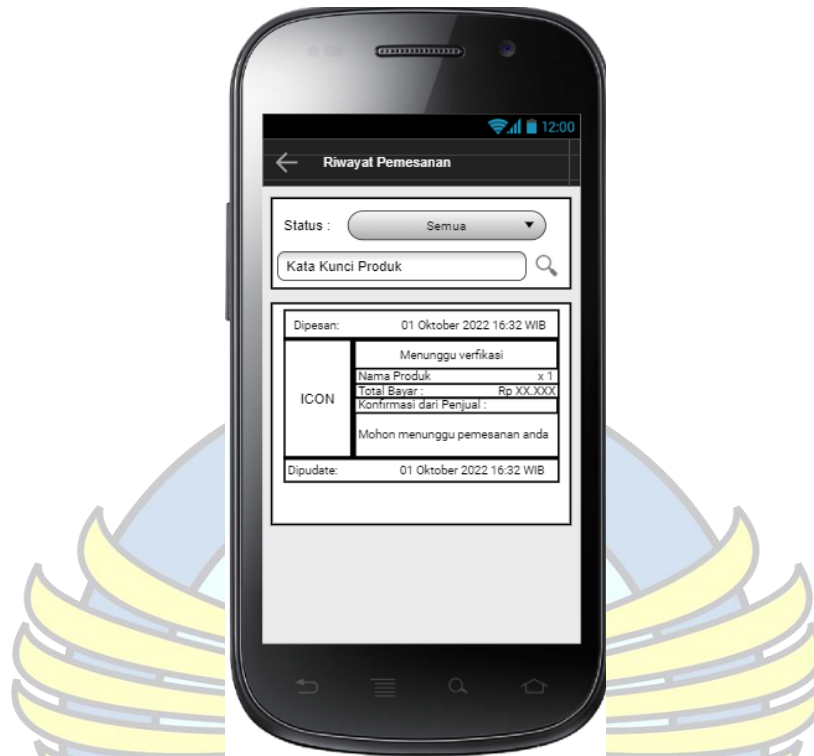 12:00
Riwayat Pemesanan
Status : Semua
Kata Kunci Produk
Dipesan: 01 Oktober 2022 16:32 WIB
Menunggu verfikasi
ICON
Nama Produk x 1
Total Bayar : Rp XX.XXX
Konfirmasi dari Penjual :
Mohon menunggu pemesanan anda
Dipudate: 01 Oktober 2022 16:32 WIB